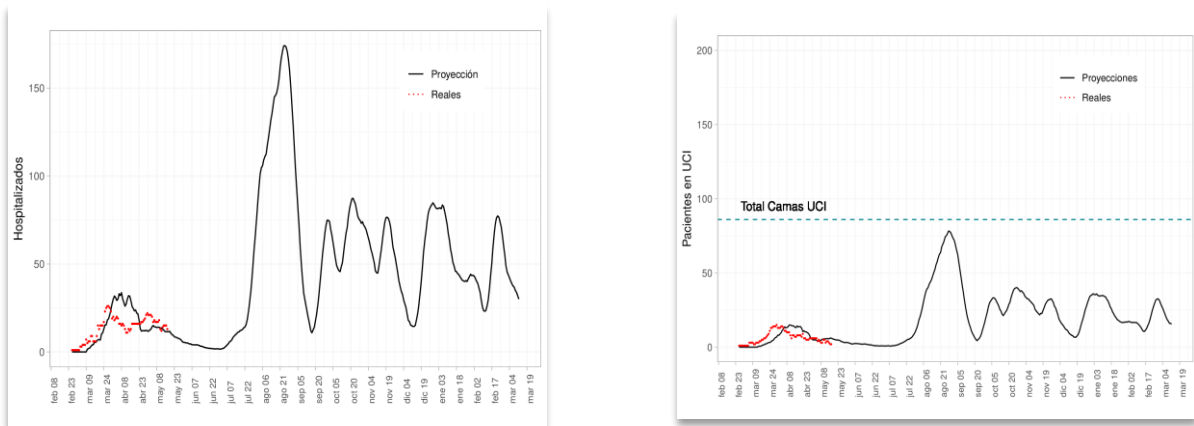 Hospitalizados
150
100
50
0
Proyección
Reales
feb 08
feb 23
mar 09
mar 24
abr 08
abr 23
may 08
may 23
jun 07
jun 22
jul 07
jul 22
ago 06
ago 21
sep 05
sep 20
oct 05
oct 20
nov 04
nov 19
dic 04
dic 19
ene 03
ene 18
feb 02
feb 17
mar 04
mar 19
Pacientes en UCI
200
150
100
50
0
Proyecciones
Reales
Total Camas UCI
feb 08
feb 23
mar 09
mar 24
abr 08
abr 23
may 08
may 23
jun 07
jun 22
jul 07
jul 22
ago 06
ago 21
sep 05
sep 20
oct 05
oct 20
nov 04
nov 19
dic 04
dic 19
ene 03
ene 18
feb 02
feb 17
mar 04
mar 19